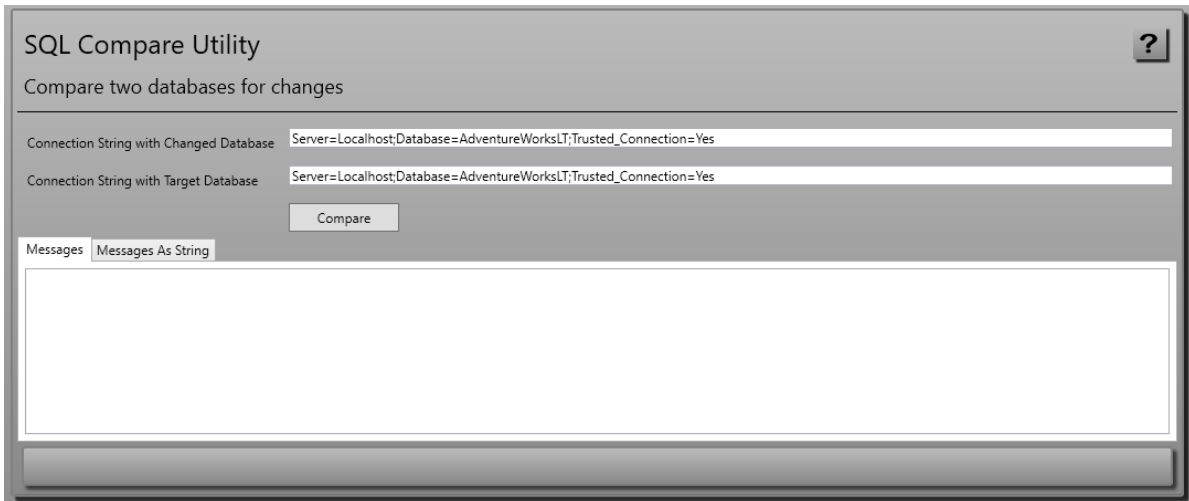 SQL Compare Utility
?
Compare two databases for changes
Connection String with Changed Database
Server=Localhost;Database=AdventureWorksLT;Trusted_Connection=Yes
Connection String with Target Database
Server=Localhost;Database=AdventureWorksLT;Trusted_Connection=Yes
Compare
Messages
Messages As String